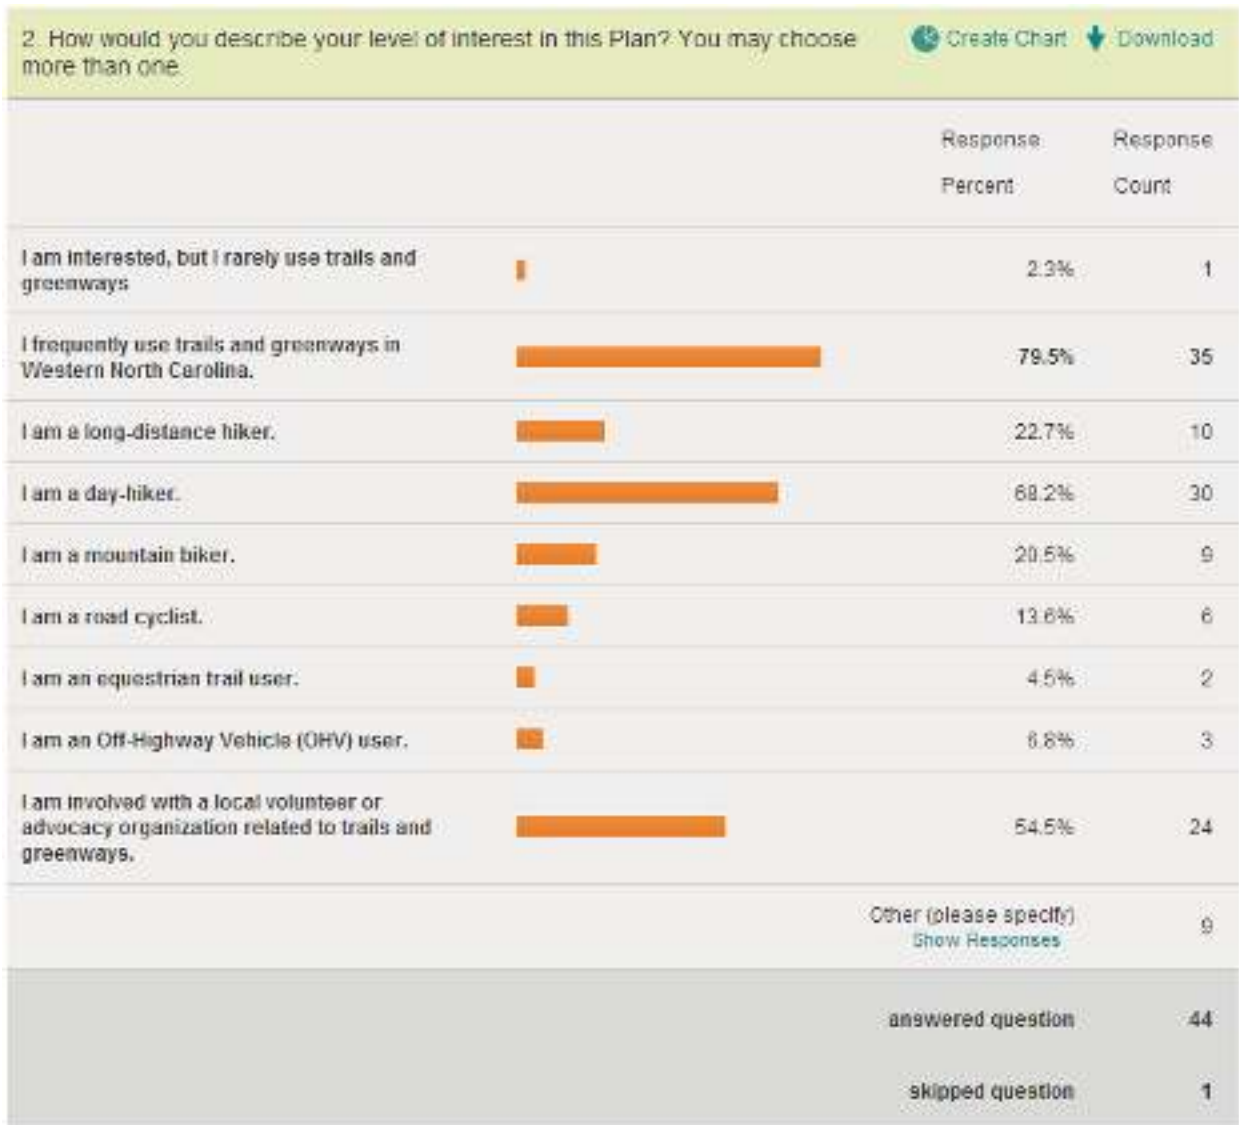 2. How would you describe your level of interest in this Plan? You may choose
more than one.
Create Chart
Download
Response
Percent
Response
Count
I am interested, but I rarely use trails and
greenways
2.3%
1
I frequently use trails and greenways in
Western North Carolina.
79.5%
35
I am a long-distance hiker.
22.7%
10
I am a day-hiker.
68.2%
30
I am a mountain biker.
20.5%
9
I am a road cyclist.
13.6%
6
I am an equestrian trail user.
4.5%
2
I am an Off-Highway Vehicle (OHV) user.
6.8%
3
I am involved with a local volunteer or
advocacy organization related to trails and
greenways.
54.5%
24
Other (please specify)
Show Responses
9
answered question
44
skipped question
1